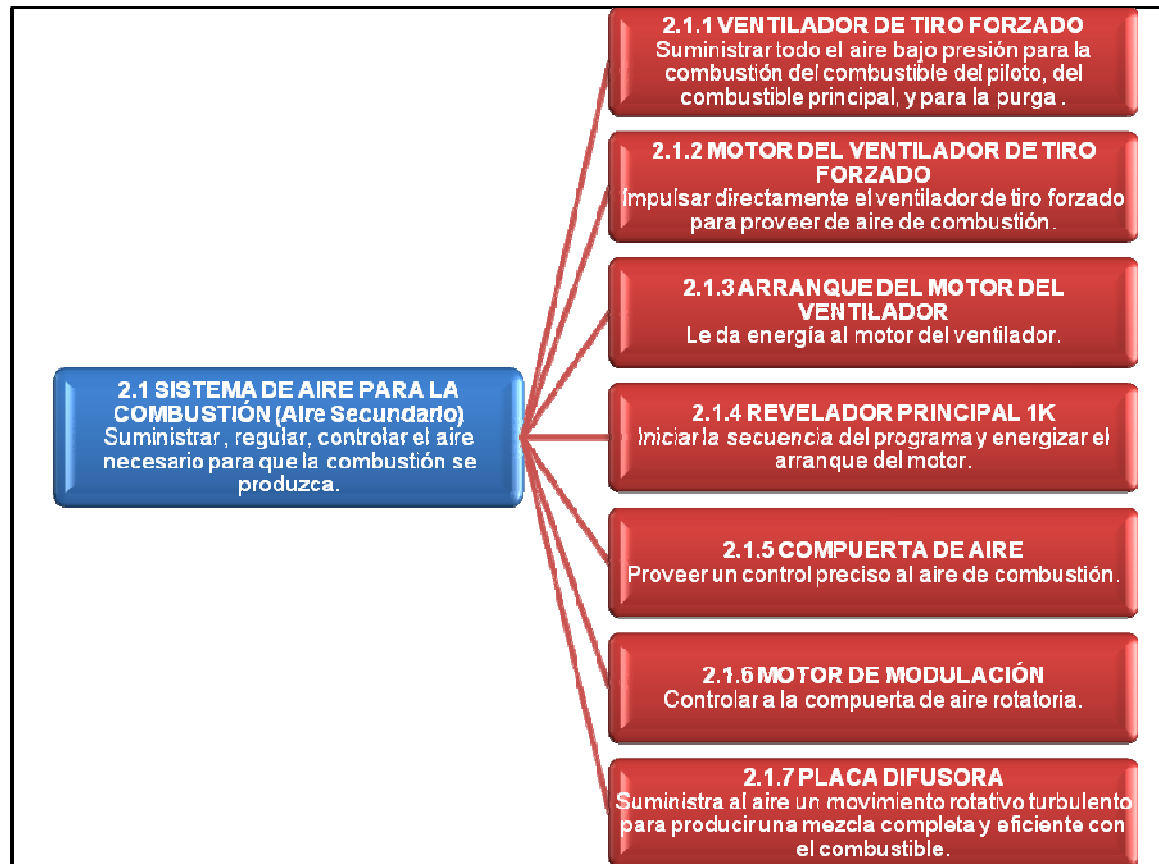 2.1 SISTEMA DE AIRE PARA LA
COMBUSTIÓN (Aire Secundario)
Suministrar, regular, controlar el aire
necesario para que la combustión se
produzca.
2.1.1 VENTILADOR DE TIRO FORZADO
Suministrar todo el aire bajo presión para la
combustión del combustible del piloto, del
combustible principal, y para la purga.
2.1.2 MOTOR DEL VENTILADOR DE TIRO
FORZADO
Impulsar directamente el ventilador de tiro forzado
para proveer de aire de combustión.
2.1.3 ARRANQUE DEL MOTOR DEL
VENTILADOR
Le da energía al motor del ventilador.
2.1.4 REVELADOR PRINCIPAL 1K
Iniciar la secuencia del programa y energizar el
arranque del motor.
2.1.5 COMPUERTA DE AIRE
Proveer un control preciso al aire de combustión.
2.1.6 MOTOR DE MODULACIÓN
Controlar a la compuerta de aire rotatoria.
2.1.7 PLACA DIFUSORA
Suministra al aire un movimiento rotativo turbulento
para producir una mezcla completa y eficiente con
el combustible.